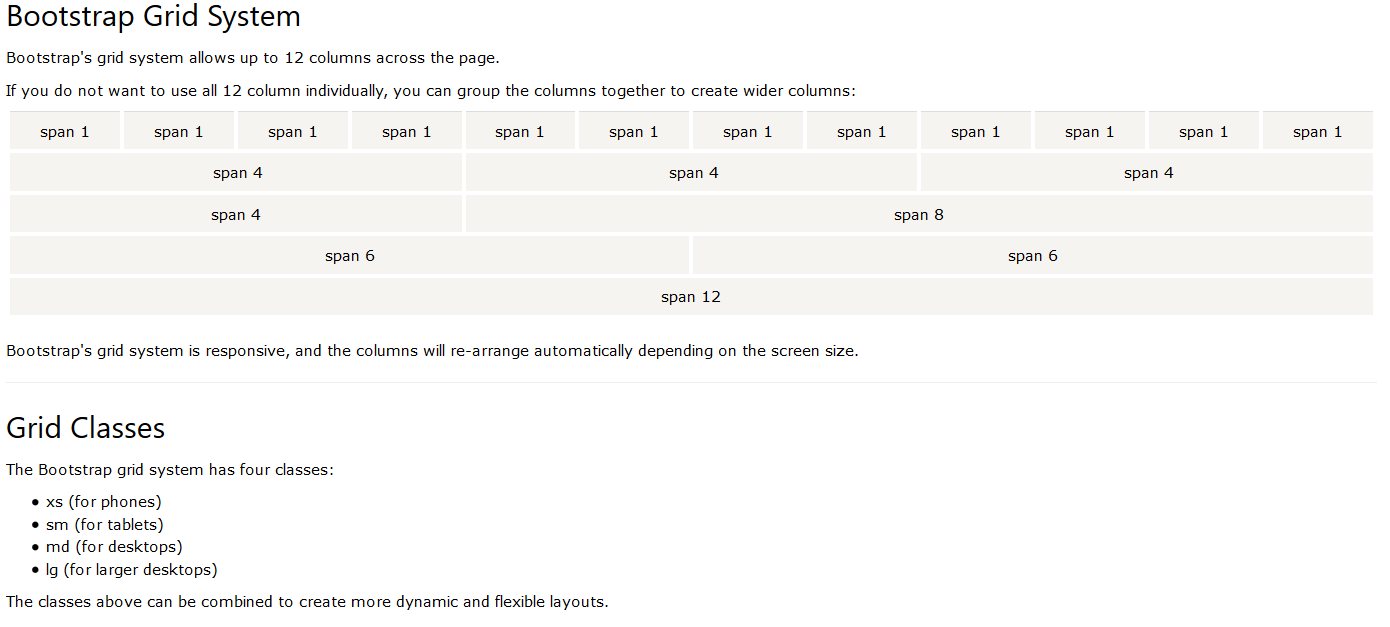 Bootstrap Grid System
Bootstrap's grid system allows up to 12 columns across the page.
If you do not want to use all 12 column individually, you can group the columns together to create wider columns:
span 1 span 1 span 1 span 1 span 1 span 1 span 1 span 1 span 1 span 1 span 1 span 1
span 4 span 4 span 4
span 4 span 8
span 6 span 6
span 12
Bootstrap's grid system is responsive, and the columns will re-arrange automatically depending on the screen size.
Grid Classes
The Bootstrap grid system has four classes:
• xs (for phones)
• sm (for tablets)
• md (for desktops)
• lg (for larger desktops)
The classes above can be combined to create more dynamic and flexible layouts.